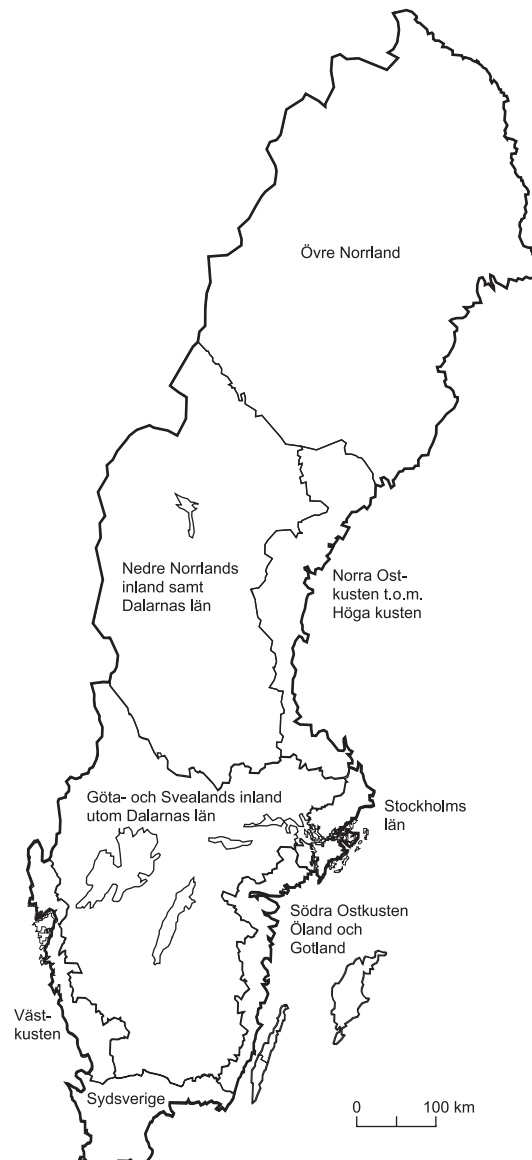 Övre Norrland
Nedre Norrlands
inland samt
Dalarnas län
Norra Ost-
kusten t.o.m.
Höga kusten
Göta- och Svealands inland
utom Dalarnas län
Stockholms
län
Södra Ostkusten
Öland och
Gotland
Väst-
kusten
Sydsverige
0 100 km